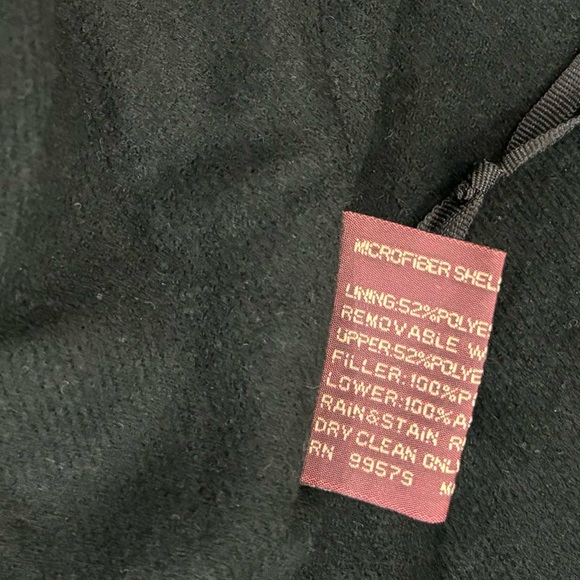 MICROFIBER SHEL
LINING:52%POLYE
REMOVABLE W
UPPER:52%POLYE
FILLER:100%P
LOWER:100%A
RAIN&STAIN R
DRY CLEAN ONL
RN 99579 M